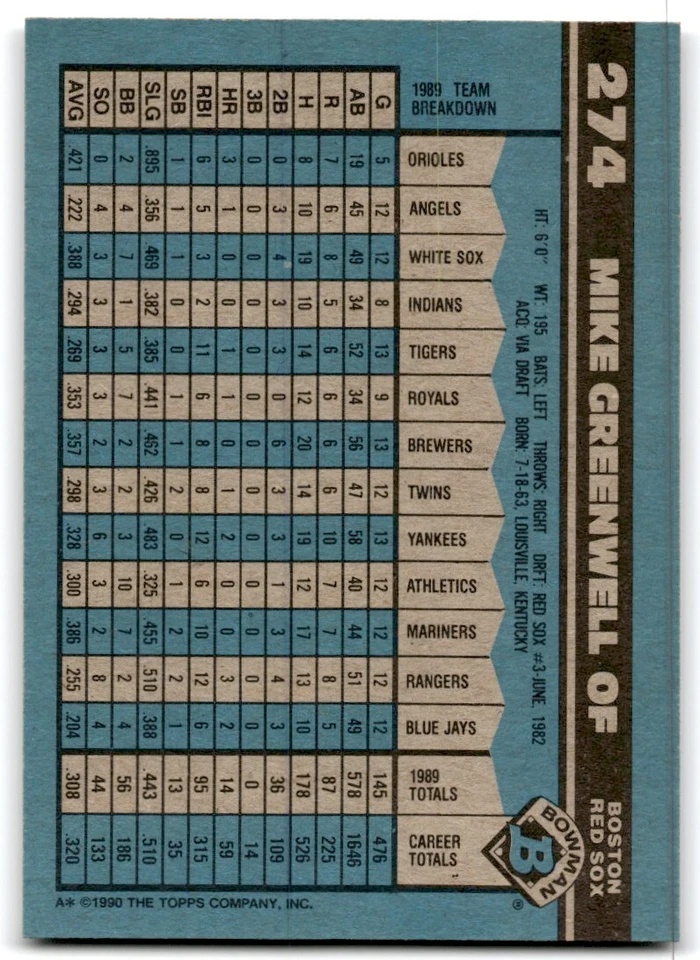 274 MIKE GREENWELL OF
BOSTON
RED SOX
HT: 6'0" WT: 195 BATS: LEFT THROWS: RIGHT DRFT: RED SOX #3-JUNE, 1982
ACQ: VIA DRAFT BORN: 7-18-63, LOUISVILLE, KENTUCKY
BOWMAN
B
®
1989 TEAM
BREAKDOWN
G AB R H 2B 3B HR RBI SB SLG BB SO AVG
ORIOLES 5 19 7 8 0 0 3 6 1 .895 2 0 .421
ANGELS 12 45 6 10 3 0 1 5 1 .356 4 4 .222
WHITE SOX 12 49 8 19 4 0 0 3 1 .469 7 3 .388
INDIANS 8 34 5 10 3 0 0 2 0 .382 1 3 .294
TIGERS 13 52 6 14 3 0 1 11 0 .385 5 3 .269
ROYALS 9 34 6 12 0 0 1 6 1 .441 7 3 .353
BREWERS 13 56 6 20 6 0 0 8 1 .462 2 2 .357
TWINS 12 47 6 14 3 0 1 8 2 .426 2 3 .298
YANKEES 13 58 10 19 3 0 2 12 0 .483 3 6 .328
ATHLETICS 12 40 7 12 1 0 0 6 1 .325 10 3 .300
MARINERS 12 44 7 17 3 0 0 10 2 .455 7 2 .386
RANGERS 12 51 8 13 4 0 3 12 2 .510 2 8 .255
BLUE JAYS 12 49 5 10 3 0 2 6 1 .388 4 4 .204
1989
TOTALS 145 578 87 178 36 0 14 95 13 .443 56 44 .308
CAREER
TOTALS 476 1646 225 526 109 14 59 315 35 .510 186 133 .320
A* ©1990 THE TOPPS COMPANY, INC.